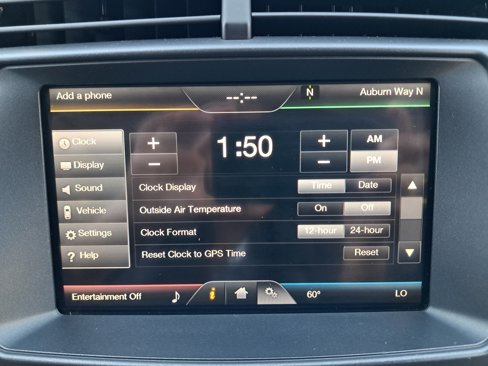 Add a phone --:-- N Auburn Way N
Clock + 1:50 + AM
Display − − PM
Sound Clock Display Time Date
Vehicle Outside Air Temperature On Off
Settings Clock Format 12-hour 24-hour
? Help Reset Clock to GPS Time Reset
Entertainment Off i 60° LO